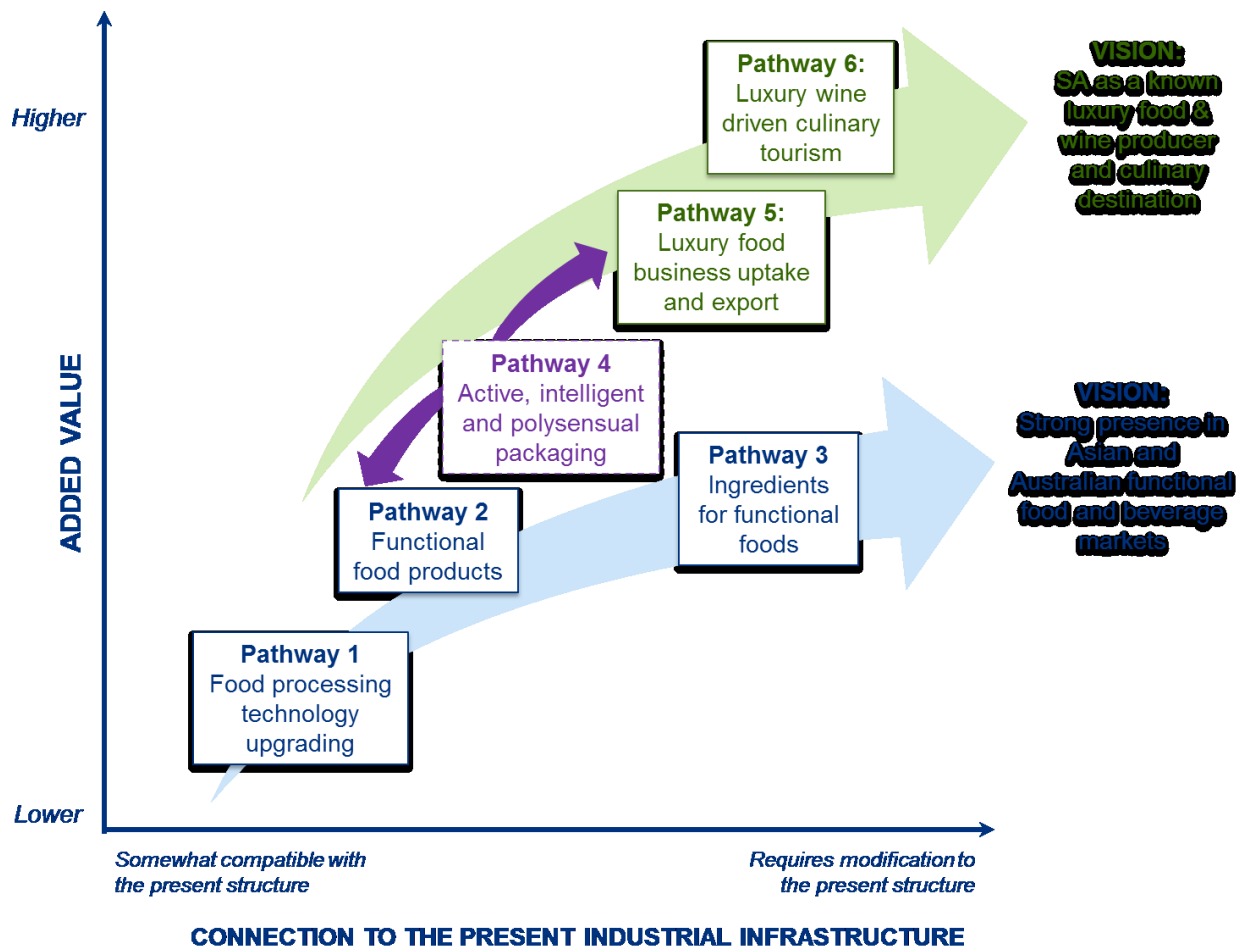 Higher
ADDED VALUE
Lower
Pathway 6:
Luxury wine
driven culinary
tourism
Pathway 5:
Luxury food
business uptake
and export
Pathway 4
Active, intelligent
and polysensual
packaging
Pathway 3
Ingredients
for functional
foods
Pathway 2
Functional
food products
Pathway 1
Food processing
technology
upgrading
VISION:
SA as a known
luxury food &
wine producer
and culinary
destination
VISION:
Strong presence in
Asian and
Australian functional
food and beverage
markets
Somewhat compatible with
the present structure
Requires modification to
the present structure
CONNECTION TO THE PRESENT INDUSTRIAL INFRASTRUCTURE